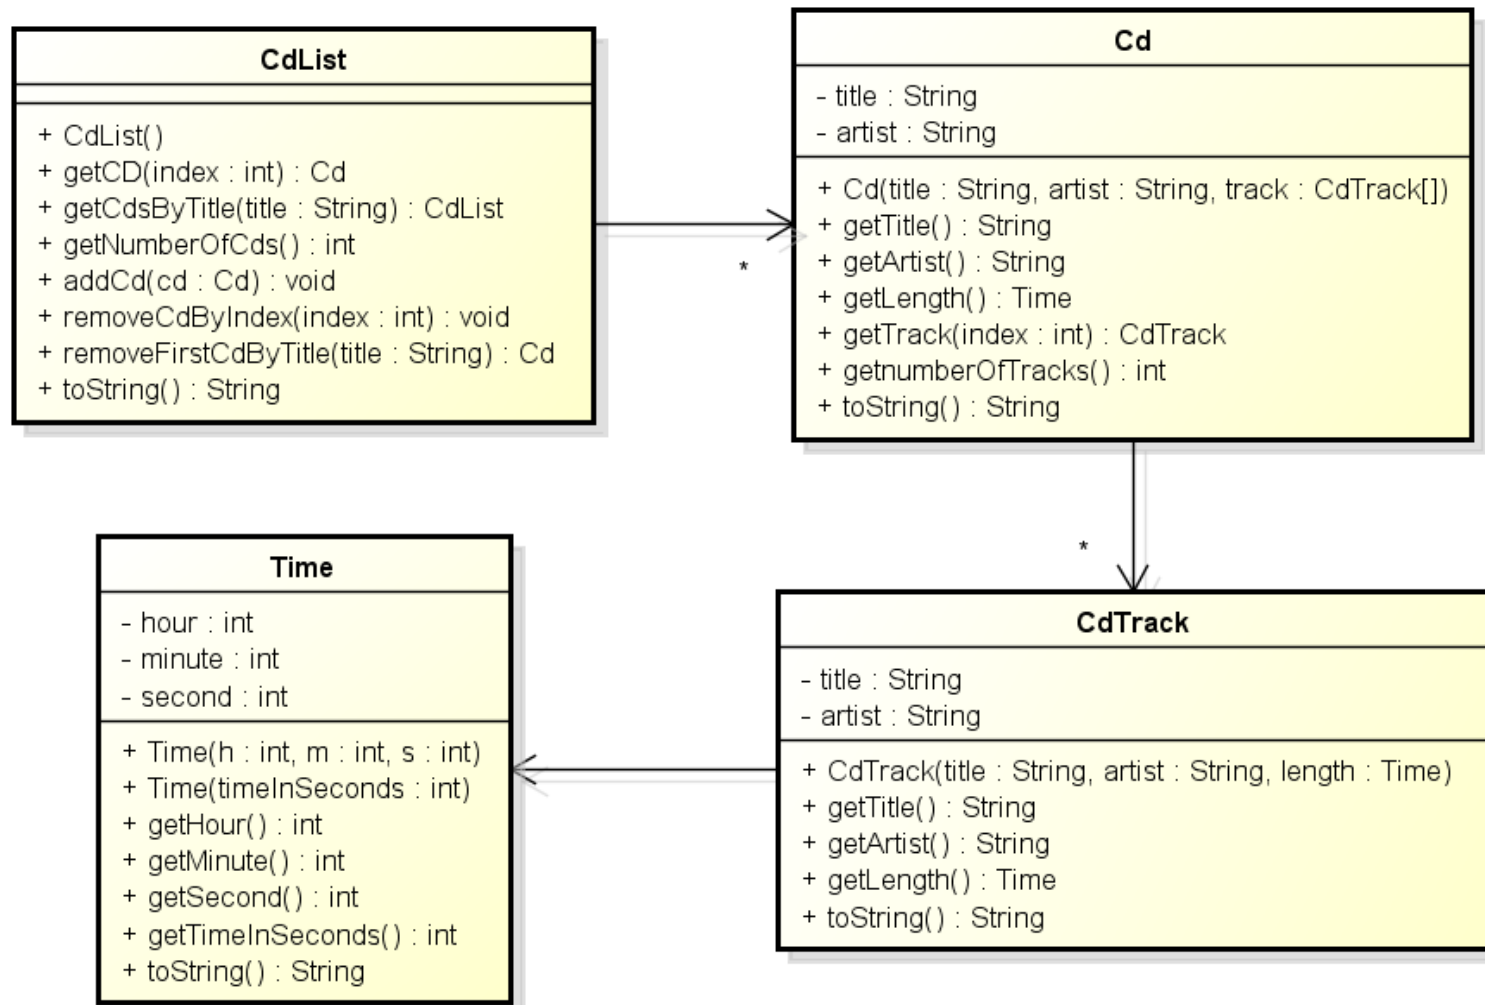 CdList
+ CdList()
+ getCD(index : int) : Cd
+ getCdsByTitle(title : String) : CdList
+ getNumberOfCds() : int
+ addCd(cd : Cd) : void
+ removeCdByIndex(index : int) : void
+ removeFirstCdByTitle(title : String) : Cd
+ toString() : String
*
Cd
- title : String
- artist : String
+ Cd(title : String, artist : String, track : CdTrack[])
+ getTitle() : String
+ getArtist() : String
+ getLength() : Time
+ getTrack(index : int) : CdTrack
+ getnumberOfTracks() : int
+ toString() : String
*
Time
- hour : int
- minute : int
- second : int
+ Time(h : int, m : int, s : int)
+ Time(timeInSeconds : int)
+ getHour() : int
+ getMinute() : int
+ getSecond() : int
+ getTimeInSeconds() : int
+ toString() : String
CdTrack
- title : String
- artist : String
+ CdTrack(title : String, artist : String, length : Time)
+ getTitle() : String
+ getArtist() : String
+ getLength() : Time
+ toString() : String